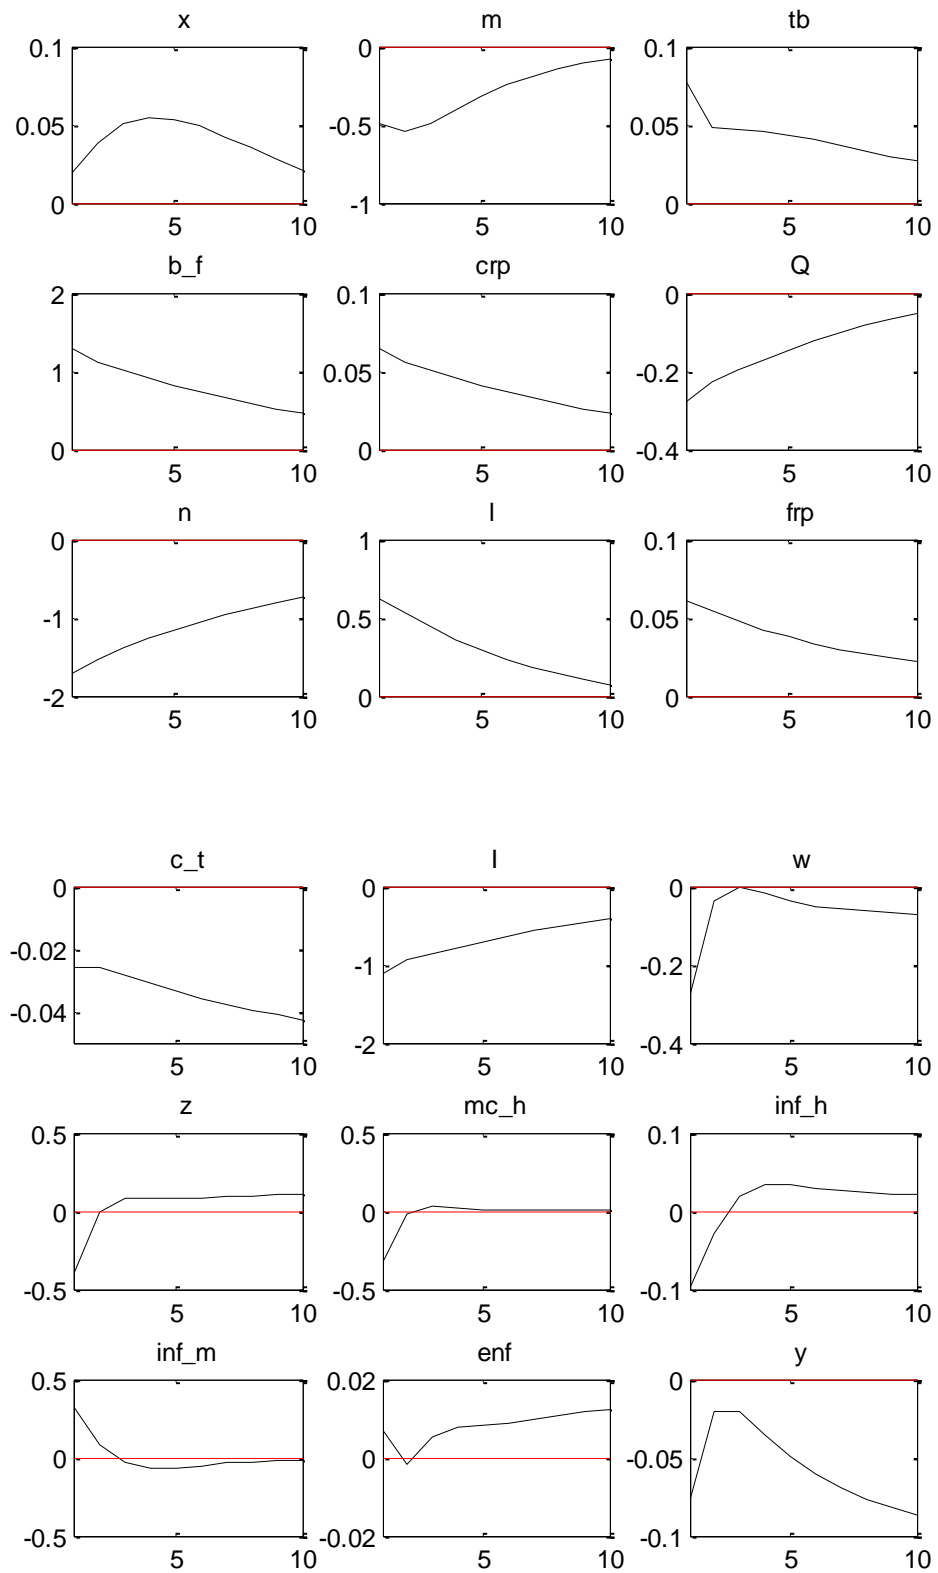 x m tb
0.1 0 0.1
0.05 -0.5 0.05
0 -1 0
5 10 5 10 5 10
b_f crp Q
2 0.1 0
1 0.05 -0.2
0 0 -0.4
5 10 5 10 5 10
n l frp
0 1 0.1
-1 0.5 0.05
-2 0 0
5 10 5 10 5 10
c_t I w
0 0 0
-0.02 -1 -0.2
-0.04 -2 -0.4
5 10 5 10 5 10
z mc_h inf_h
0.5 0.5 0.1
0 0 0
-0.5 -0.5 -0.1
5 10 5 10 5 10
inf_m enf y
0.5 0.02 0
0 0 -0.05
-0.5 -0.02 -0.1
5 10 5 10 5 10